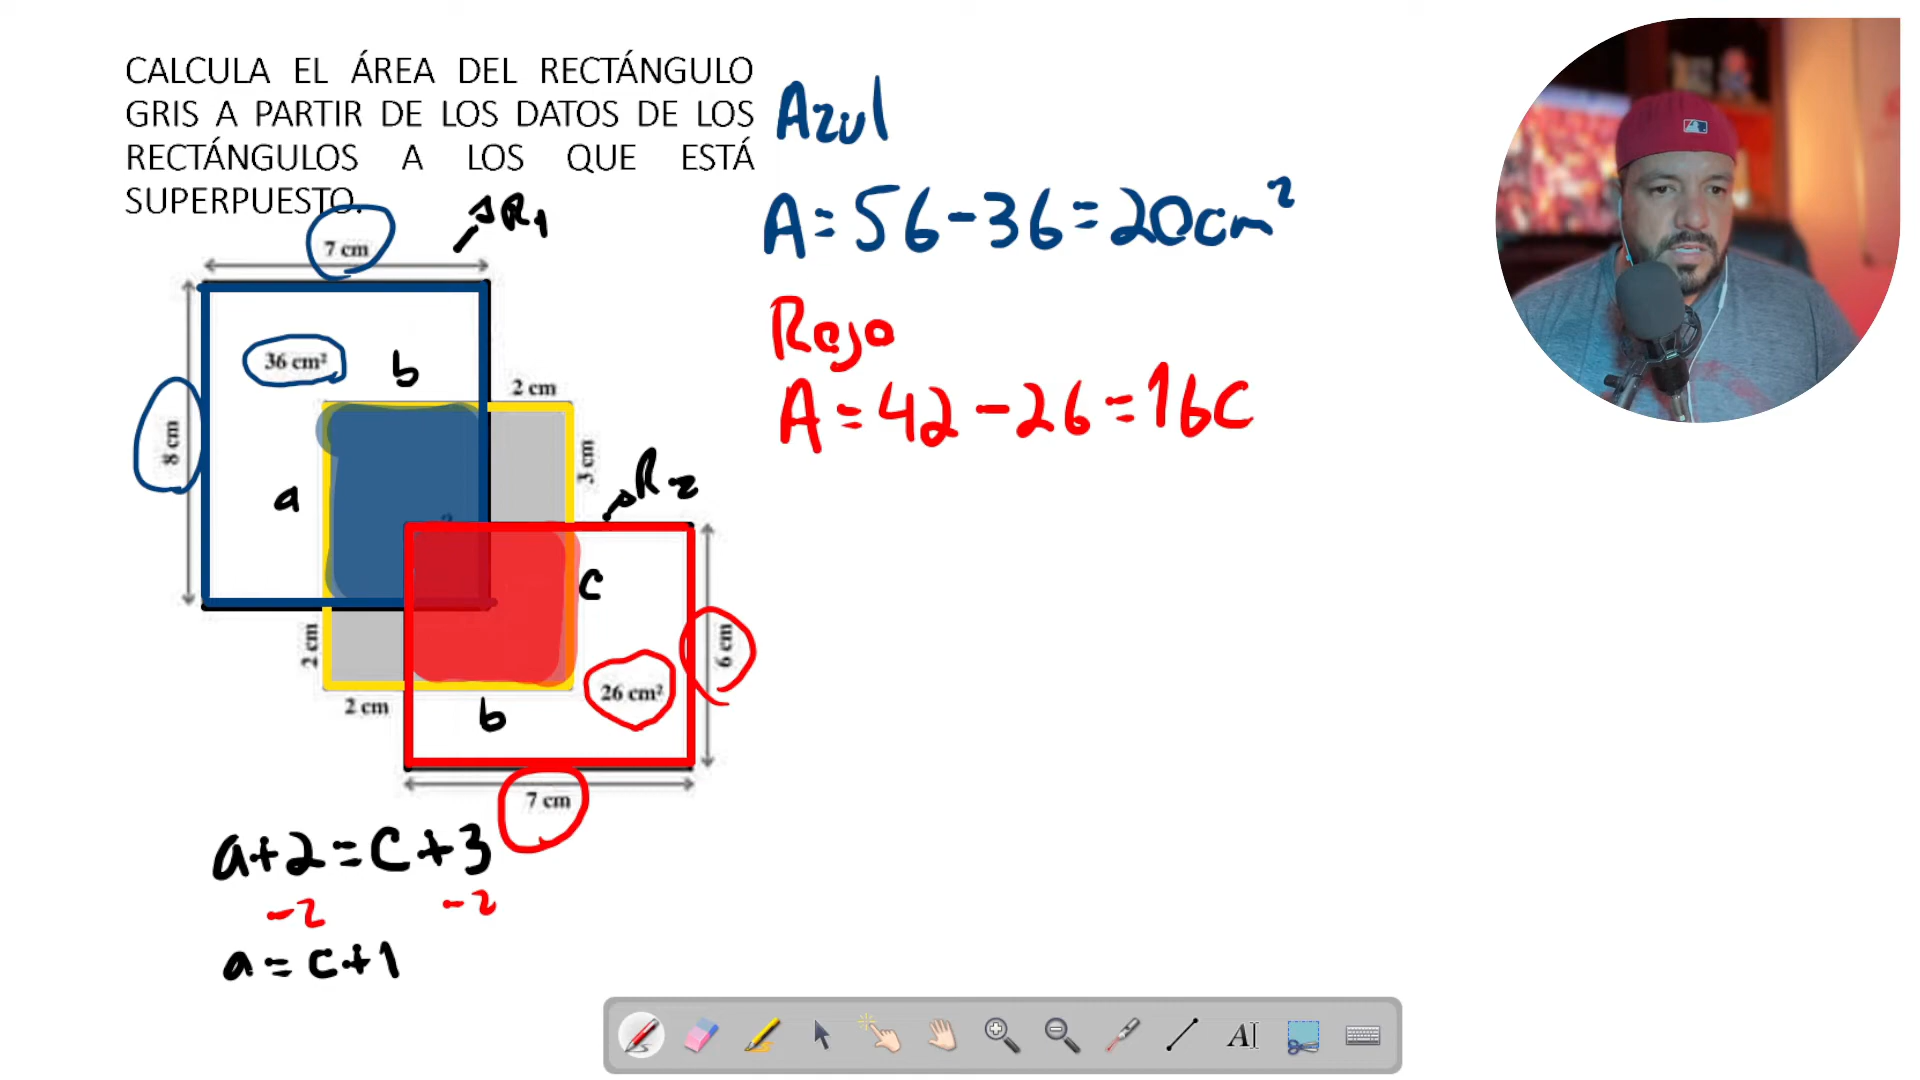 CALCULA EL ÁREA DEL RECTÁNGULO
GRIS A PARTIR DE LOS DATOS DE LOS
RECTÁNGULOS A LOS QUE ESTÁ
SUPERPUESTO.
R1
7 cm
36 cm²
b
8 cm
2 cm
3 cm
a
?
R2
c
2 cm
6 cm
26 cm²
2 cm
b
7 cm
a+2=c+3
-2 -2
a=c+1
Azul
A=56-36=20cm²
Rojo
A=42-26=16c
AI